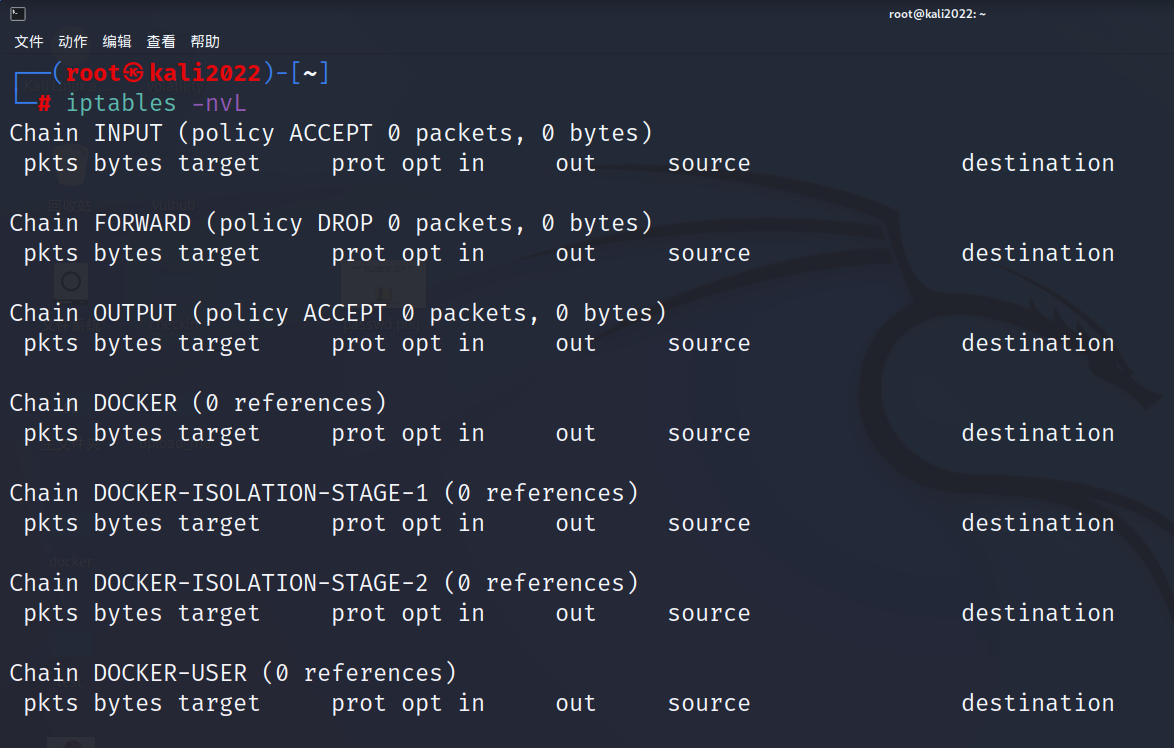 root@kali2022: ~
文件 动作 编辑 查看 帮助
┌──(root㉿kali2022)-[~]
└─# iptables -nvL
Chain INPUT (policy ACCEPT 0 packets, 0 bytes)
pkts bytes target prot opt in out source destination
Chain FORWARD (policy DROP 0 packets, 0 bytes)
pkts bytes target prot opt in out source destination
Chain OUTPUT (policy ACCEPT 0 packets, 0 bytes)
pkts bytes target prot opt in out source destination
Chain DOCKER (0 references)
pkts bytes target prot opt in out source destination
Chain DOCKER-ISOLATION-STAGE-1 (0 references)
pkts bytes target prot opt in out source destination
Chain DOCKER-ISOLATION-STAGE-2 (0 references)
pkts bytes target prot opt in out source destination
docker
Chain DOCKER-USER (0 references)
pkts bytes target prot opt in out source destination